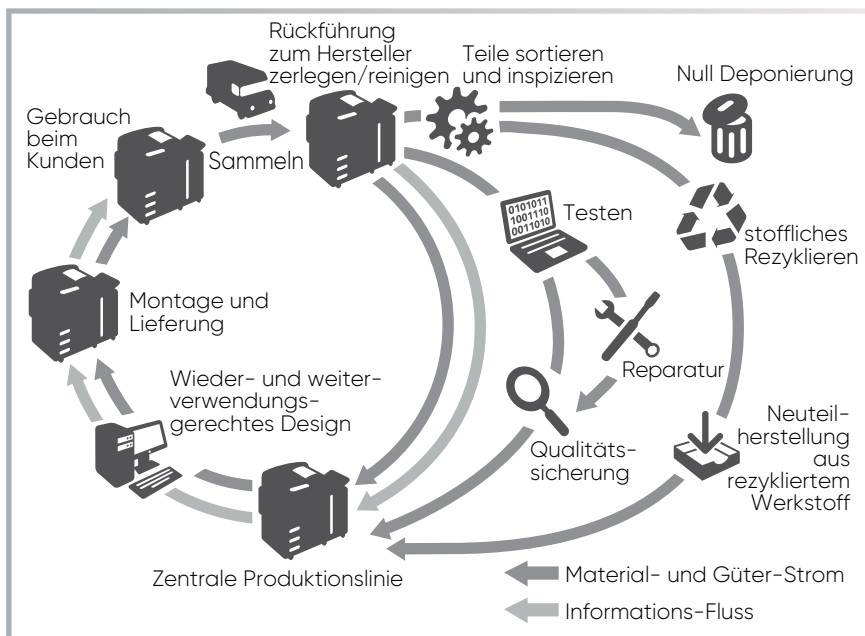 Rückführung
zum Hersteller
zerlegen/reinigen
Teile sortieren
und inspizieren
Null Deponierung
Gebrauch
beim
Kunden
Sammeln
0101011
1001110
0011010
Testen
stoffliches
Rezyklieren
Montage und
Lieferung
Reparatur
Wieder- und weiter-
verwendungs-
gerechtes Design
Qualitäts-
sicherung
Neuteil-
herstellung
aus
rezykliertem
Werkstoff
Zentrale Produktionslinie
Material- und Güter-Strom
Informations-Fluss